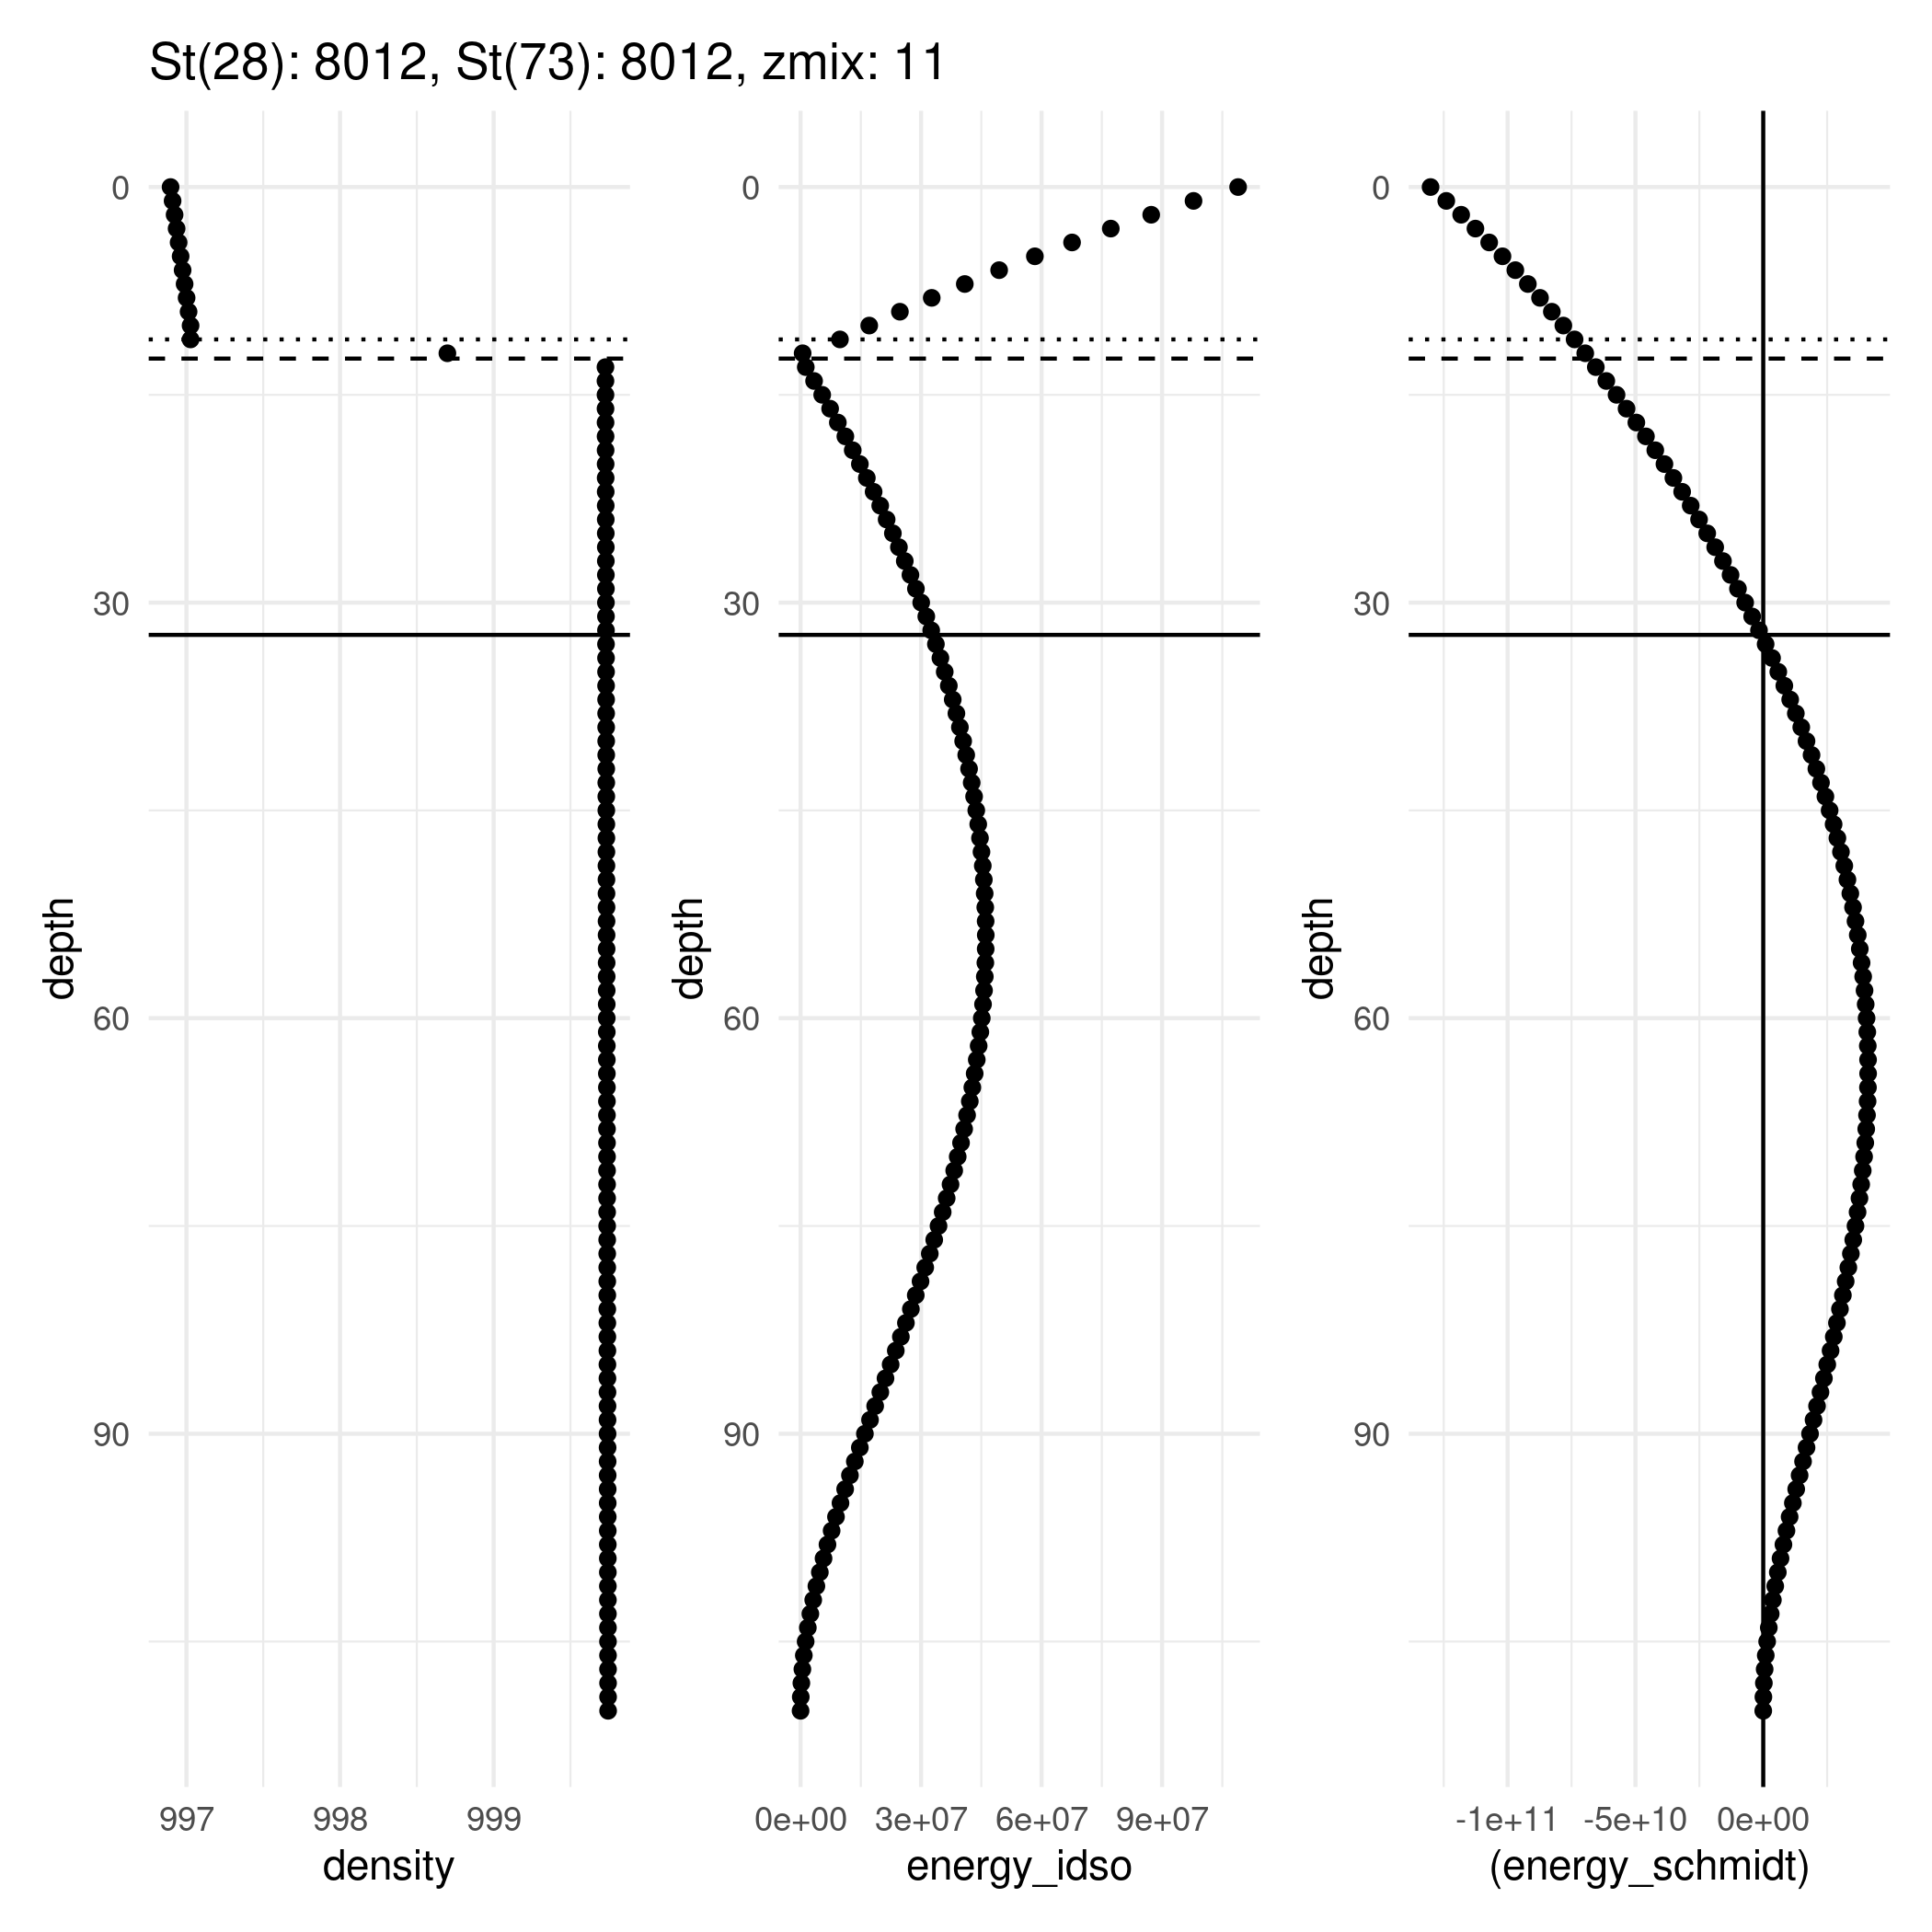 St(28): 8012, St(73): 8012, zmix: 11
0
30
60
90
depth
997 998 999
density
0
30
60
90
depth
0e+00 3e+07 6e+07 9e+07
energy_idso
0
30
60
90
depth
-1e+11 -5e+10 0e+00
(energy_schmidt)